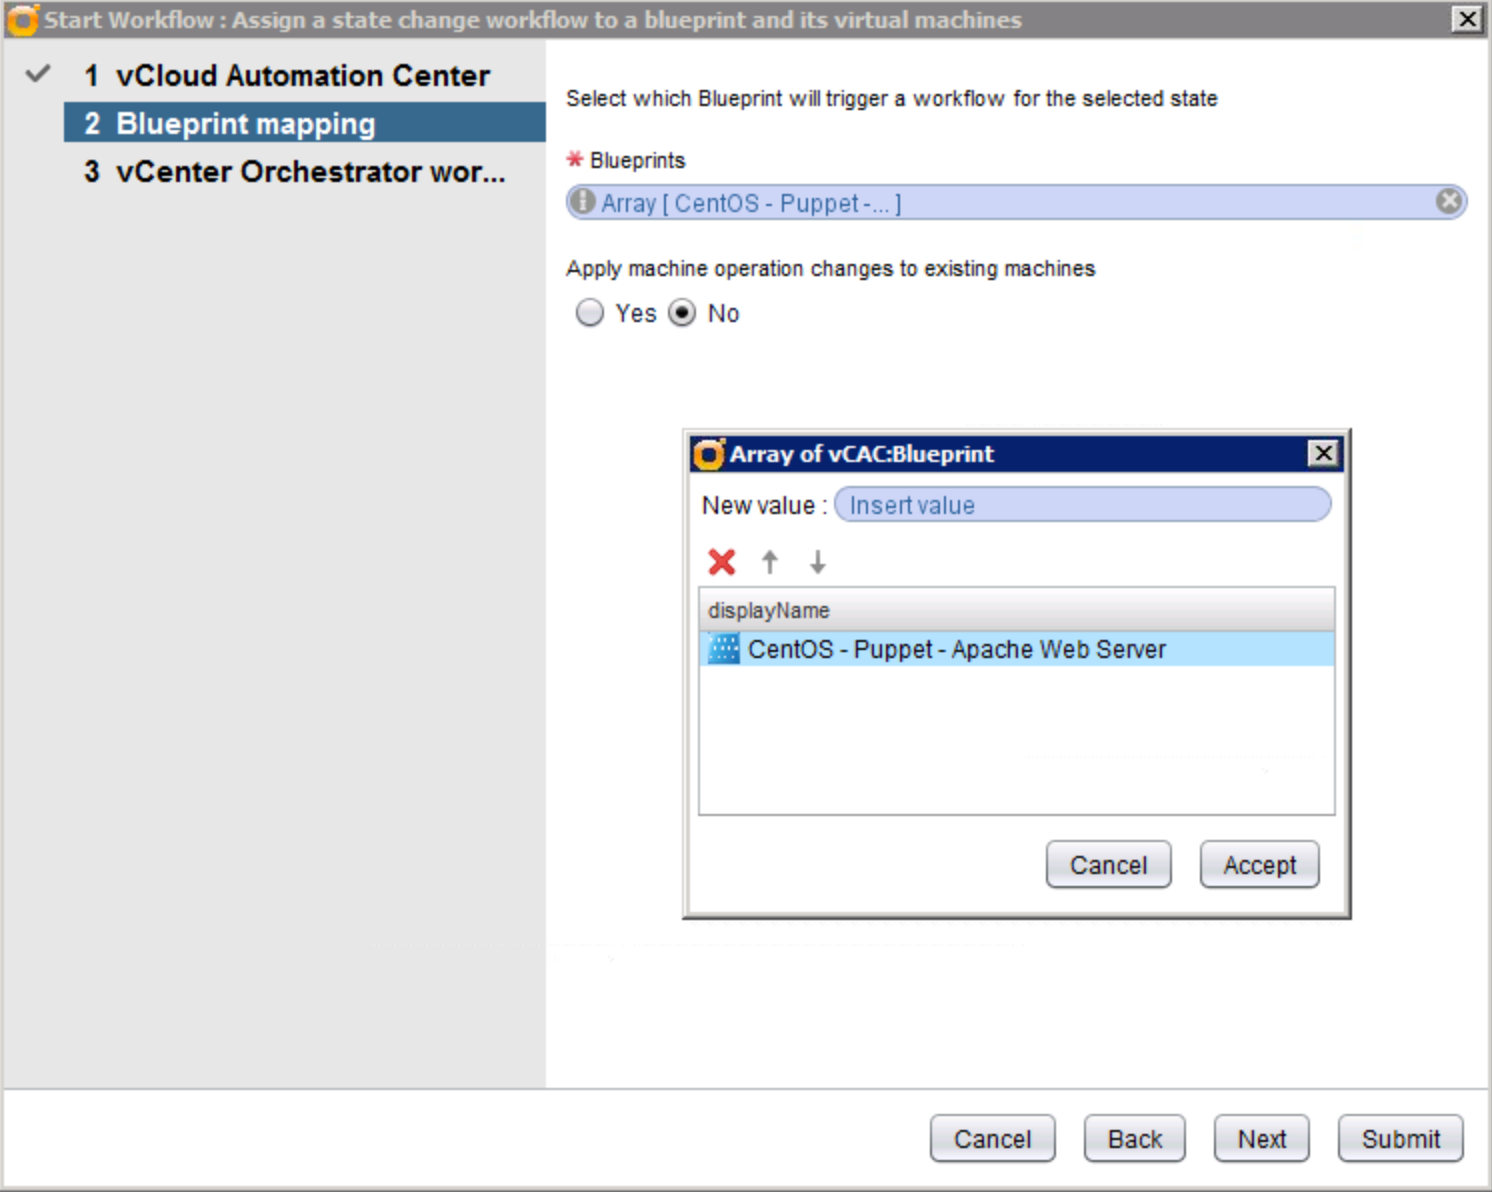 Start Workflow : Assign a state change workflow to a blueprint and its virtual machines
1 vCloud Automation Center
2 Blueprint mapping
3 vCenter Orchestrator wor...
Select which Blueprint will trigger a workflow for the selected state
* Blueprints
Array [ CentOS - Puppet -... ]
Apply machine operation changes to existing machines
Yes No
Array of vCAC:Blueprint
New value : Insert value
displayName
CentOS - Puppet - Apache Web Server
Cancel Accept
Cancel Back Next Submit